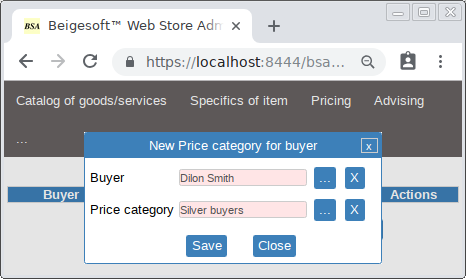 BSA Beigesoft™ Web Store Adm
https://localhost:8444/bsa...
Catalog of goods/services Specifics of item Pricing Advising
...
New Price category for buyer x
Buyer Dilon Smith ... X
Buyer Actions
Price category Silver buyers ... X
Save Close